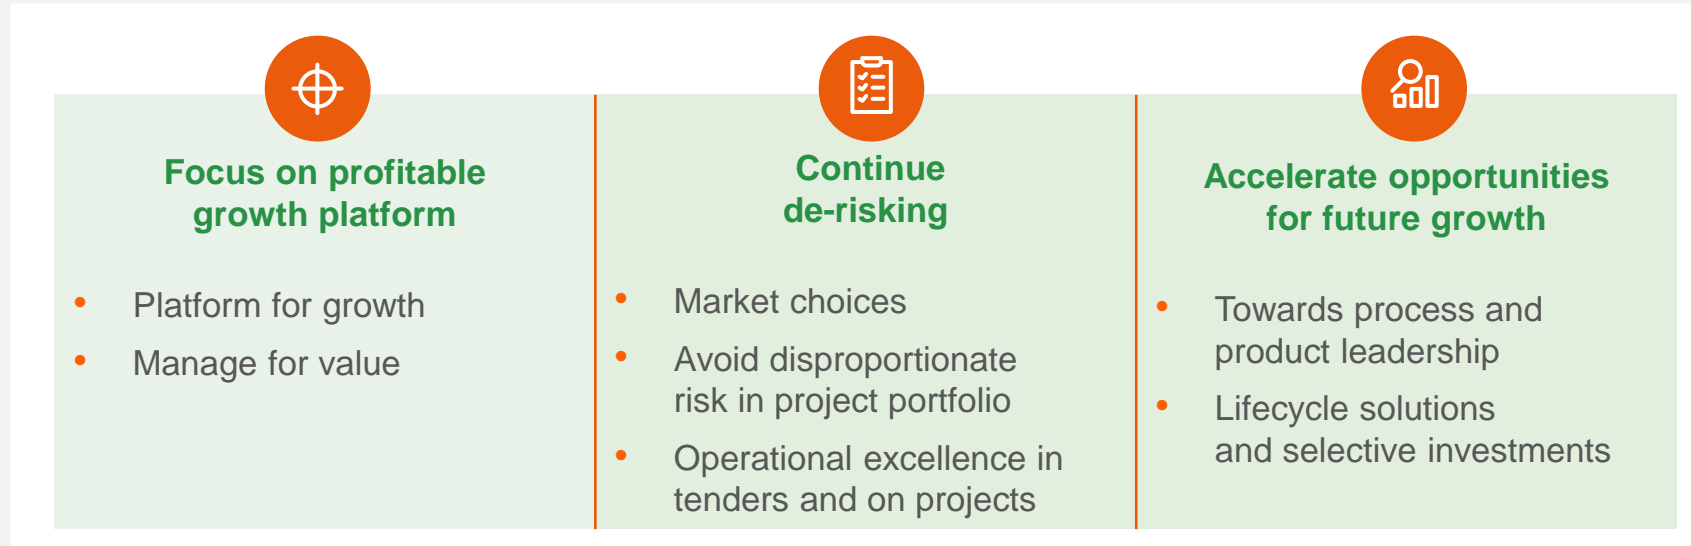 Focus on profitable
growth platform
• Platform for growth
• Manage for value
Continue
de-risking
• Market choices
• Avoid disproportionate
risk in project portfolio
• Operational excellence in
tenders and on projects
Accelerate opportunities
for future growth
• Towards process and
product leadership
• Lifecycle solutions
and selective investments